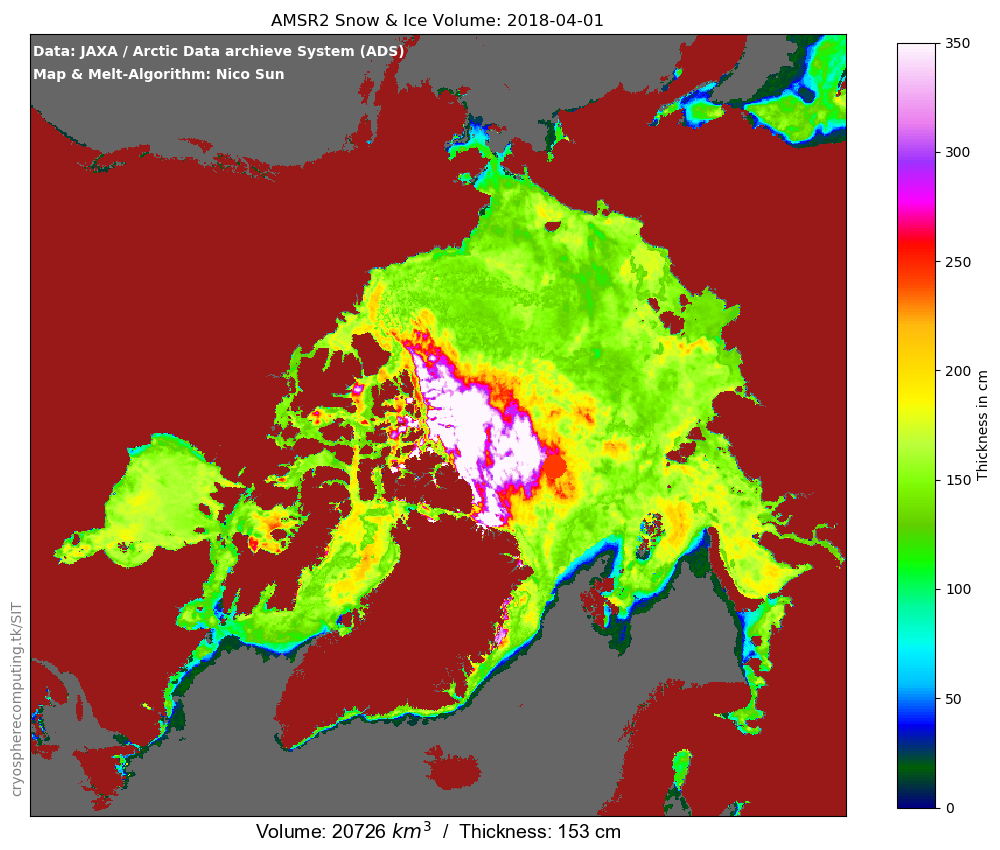 AMSR2 Snow & Ice Volume: 2018-04-01
Data: JAXA / Arctic Data archieve System (ADS)
Map & Melt-Algorithm: Nico Sun
350
300
250
200
150
100
50
0
Thickness in cm
cryospherecomputing.tk/SIT
Volume: 20726 km³ / Thickness: 153 cm